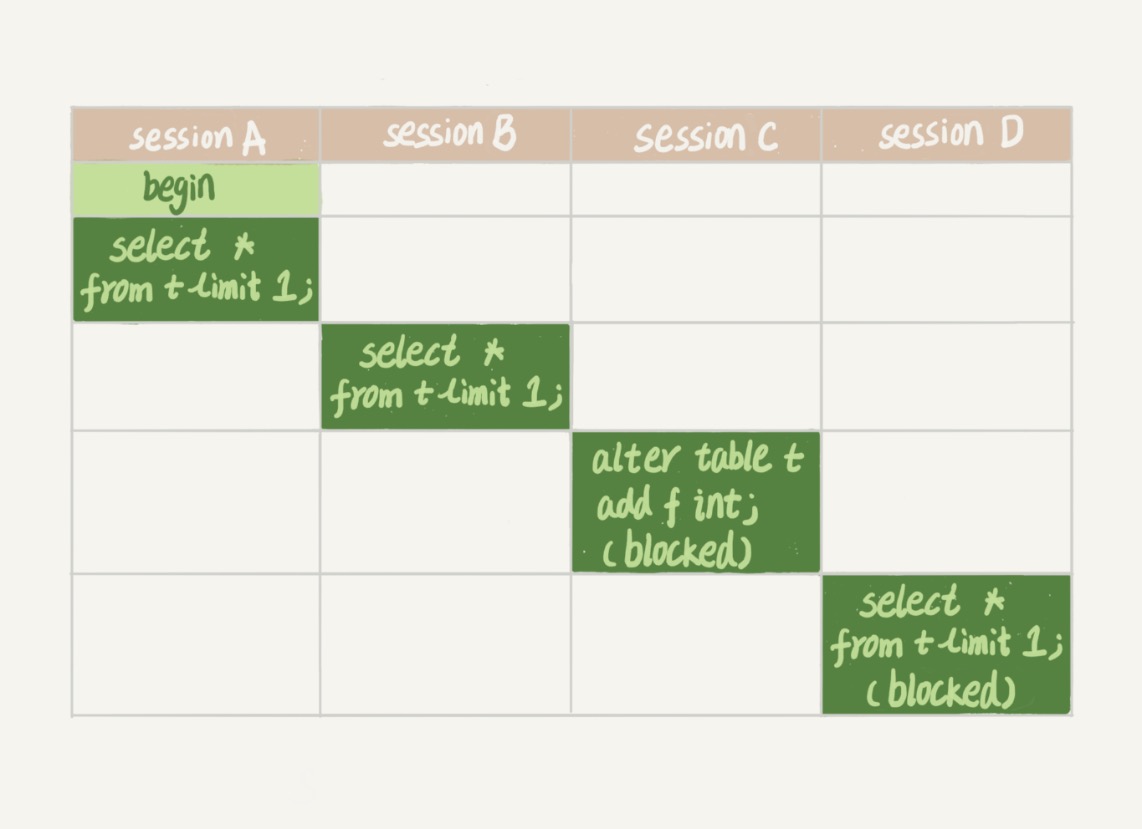 session A
session B
session C
session D
begin
select *
from t limit 1;
select *
from t limit 1;
alter table t
add f int;
(blocked)
select *
from t limit 1;
(blocked)